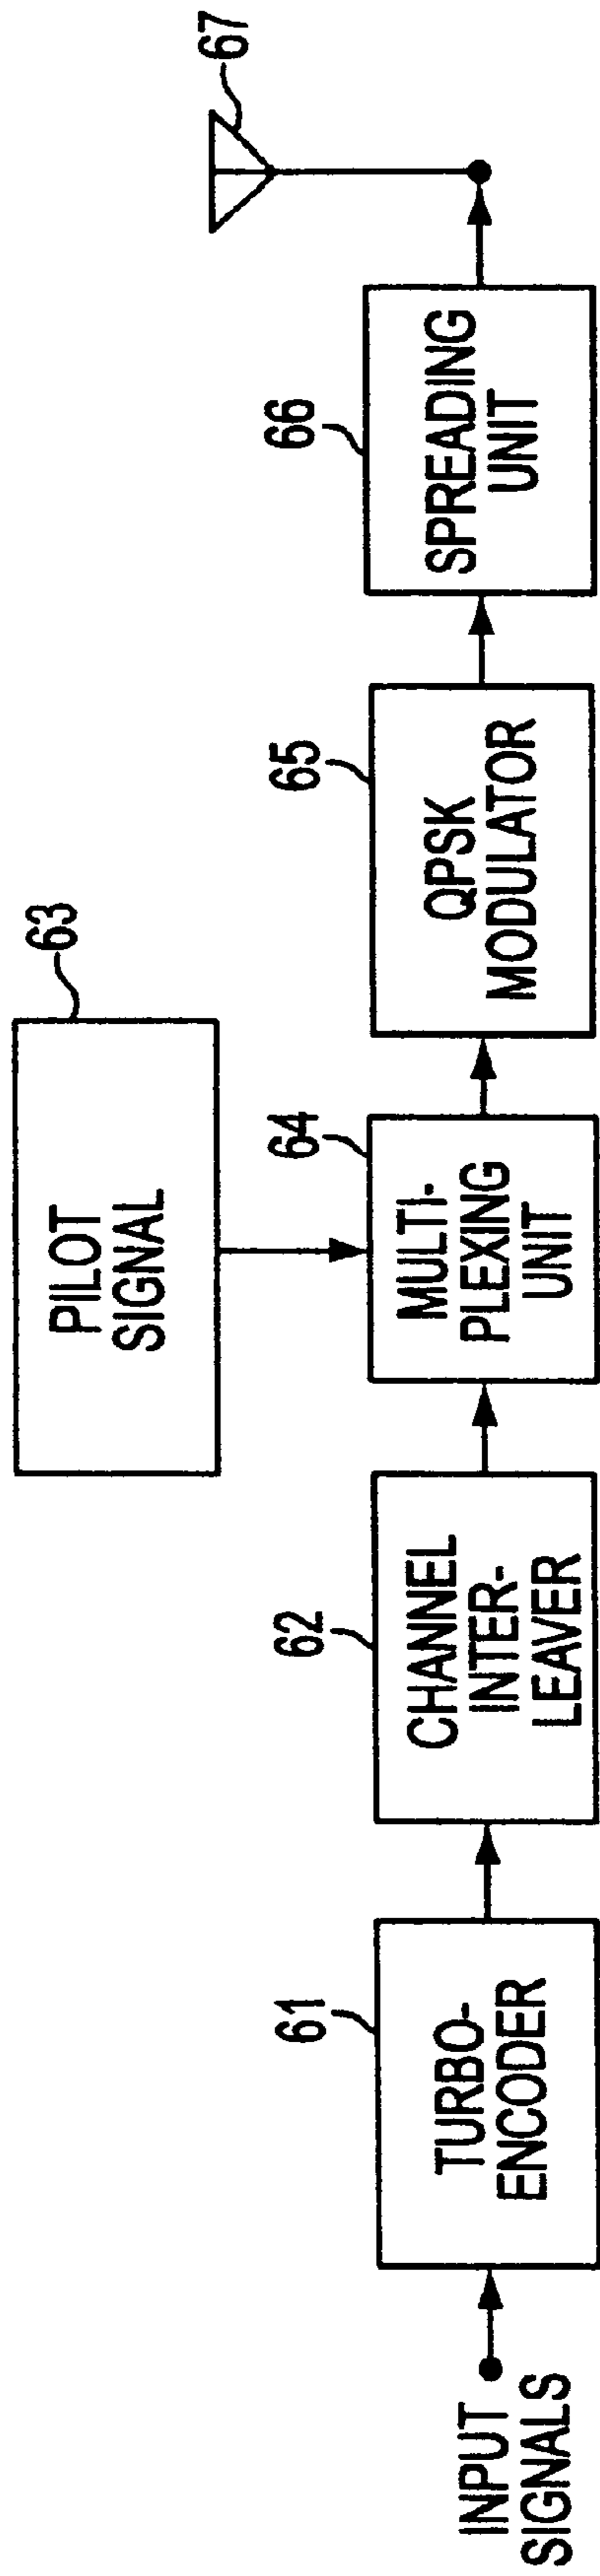 INPUT
SIGNALS
61
TURBO-
ENCODER
62
CHANNEL
INTER-
LEAVER
63
PILOT
SIGNAL
64
MULTI-
PLEXING
UNIT
65
QPSK
MODULATOR
66
SPREADING
UNIT
67